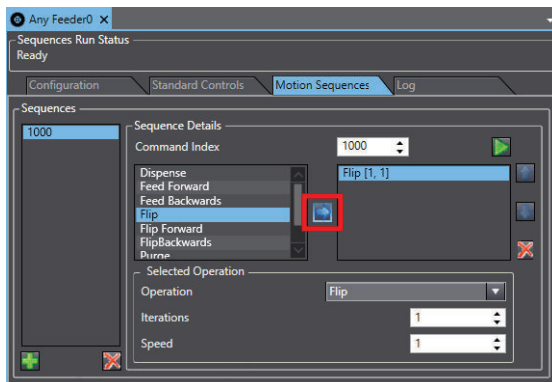 Any Feeder0
Sequences Run Status
Ready
Configuration
Standard Controls
Motion Sequences
Log
Sequences
1000
Sequence Details
Command Index
1000
Dispense
Feed Forward
Feed Backwards
Flip
Flip Forward
FlipBackwards
Purge
Flip [1, 1]
Selected Operation
Operation
Flip
Iterations
1
Speed
1